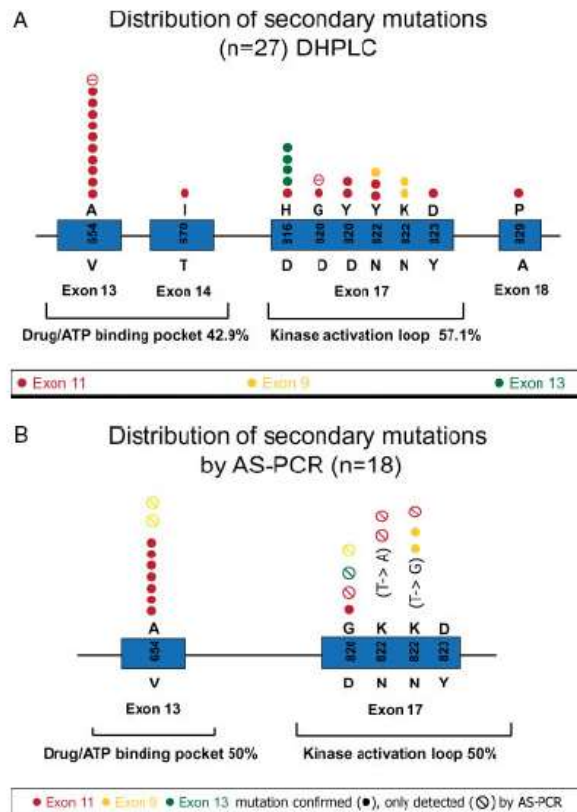 A
Distribution of secondary mutations
(n=27) DHPLC
A I H G Y Y K D P
654 670 816 820 820 822 822 823 829
V T D D D N N Y A
Exon 13 Exon 14 Exon 17 Exon 18
Drug/ATP binding pocket 42.9% Kinase activation loop 57.1%
Exon 11 Exon 9 Exon 13
B
Distribution of secondary mutations
by AS-PCR (n=18)
(T-> A) (T-> G)
A G K K D
654 820 822 822 823
V D N N Y
Exon 13 Exon 17
Drug/ATP binding pocket 50% Kinase activation loop 50%
Exon 11 Exon 9 Exon 13 mutation confirmed (●), only detected (⃠) by AS-PCR